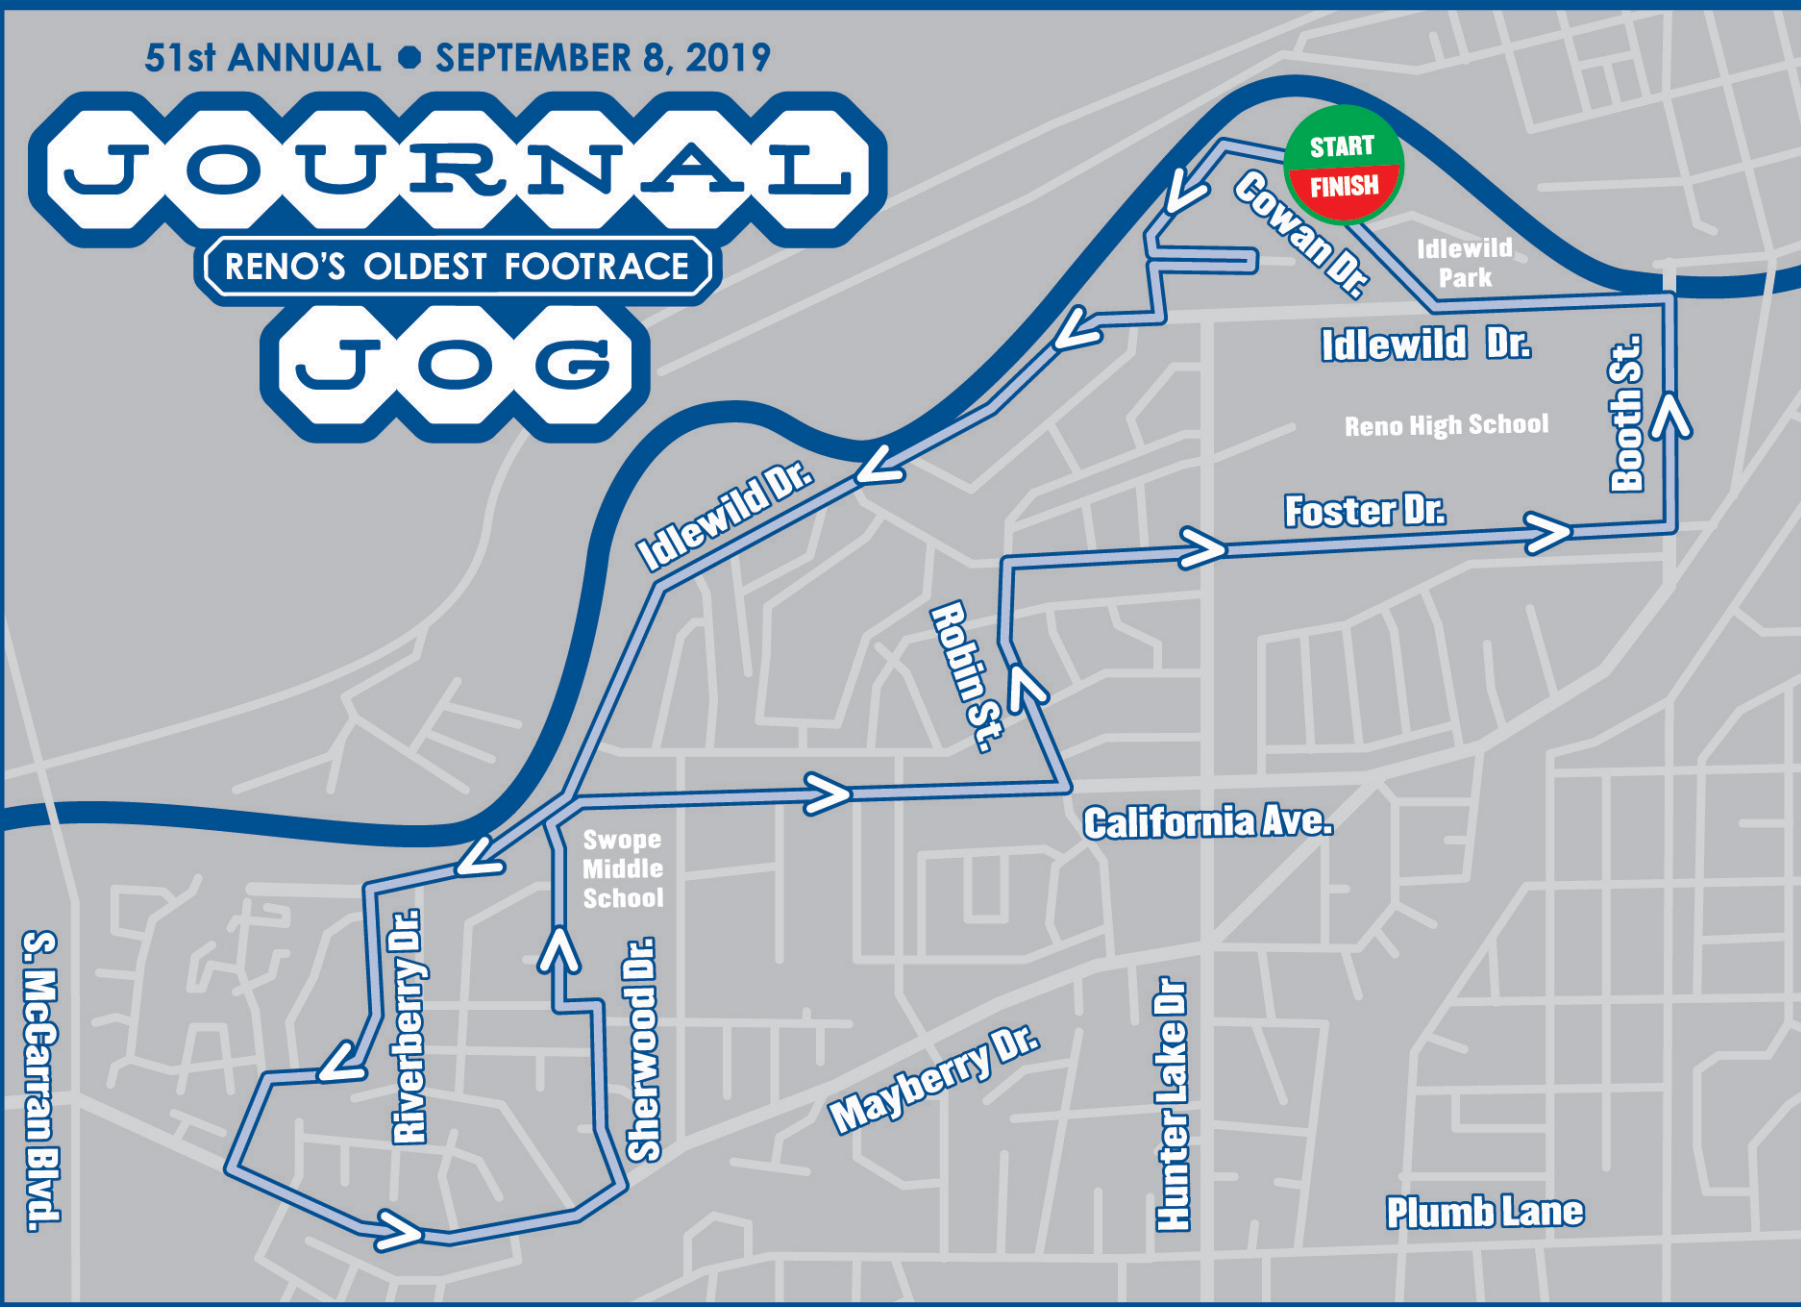 51st ANNUAL ● SEPTEMBER 8, 2019
JOURNAL
RENO'S OLDEST FOOTRACE
JOG
START
FINISH
Cowan Dr.
Idlewild
Park
Idlewild Dr.
Booth St.
Reno High School
Foster Dr.
Idlewild Dr.
Robin St.
California Ave.
Swope
Middle
School
Riverberry Dr.
S. McCarran Blvd.
Sherwood Dr.
Mayberry Dr.
Hunter Lake Dr
Plumb Lane